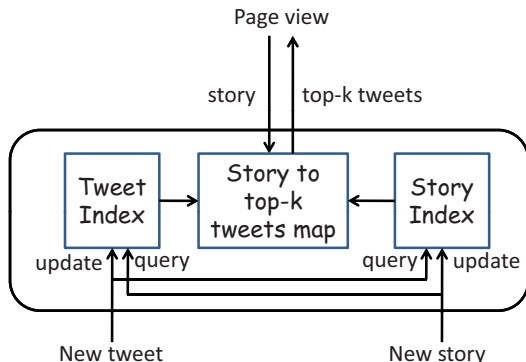 Page view
story
top-k tweets
Tweet
Index
Story to
top-k
tweets map
Story
Index
update
query
query
update
New tweet
New story